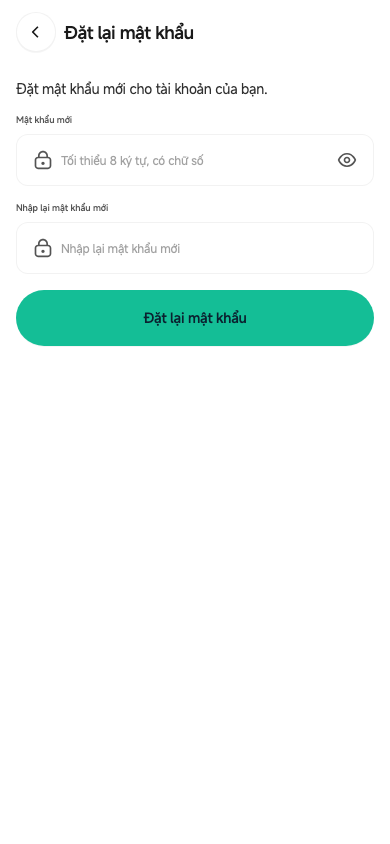 Đặt lại mật khẩu
Đặt mật khẩu mới cho tài khoản của bạn.
Mật khẩu mới
Tối thiểu 8 ký tự, có chữ số
Nhập lại mật khẩu mới
Nhập lại mật khẩu mới
Đặt lại mật khẩu